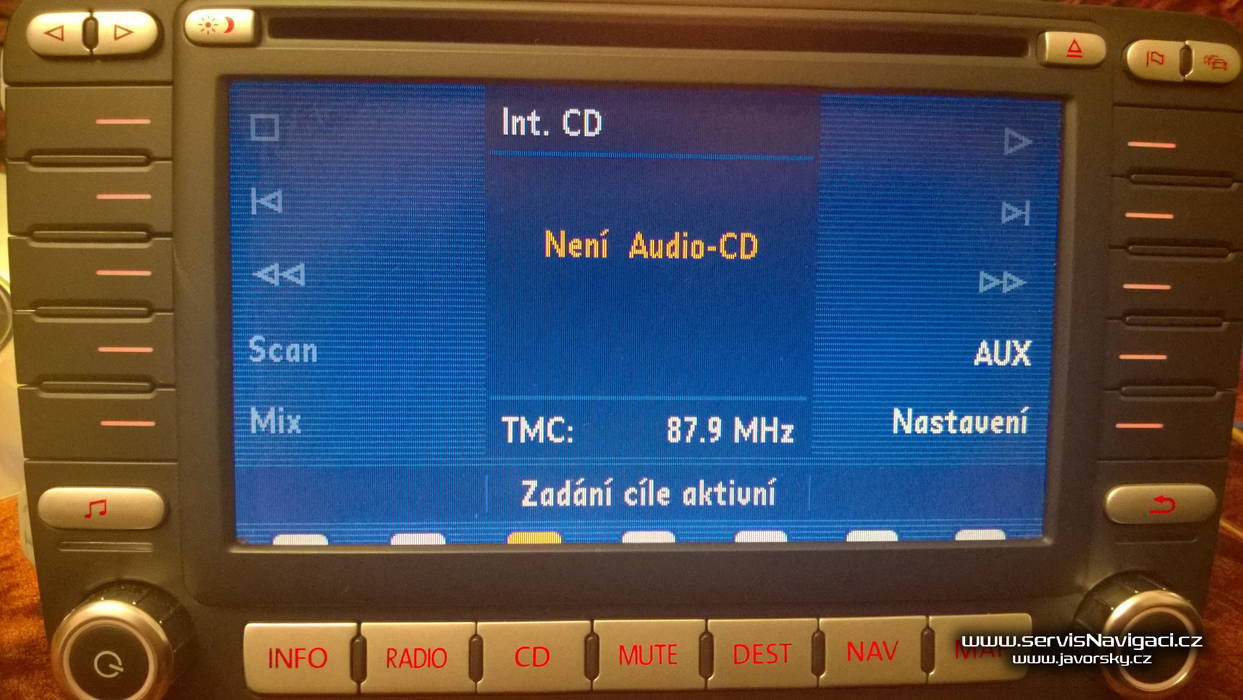 Int. CD
Není Audio-CD
Scan
AUX
Mix
TMC: 87.9 MHz
Nastavení
Zadání cíle aktivní
INFO RADIO CD MUTE DEST NAV
www.servisNavigaci.cz
www.javorsky.cz